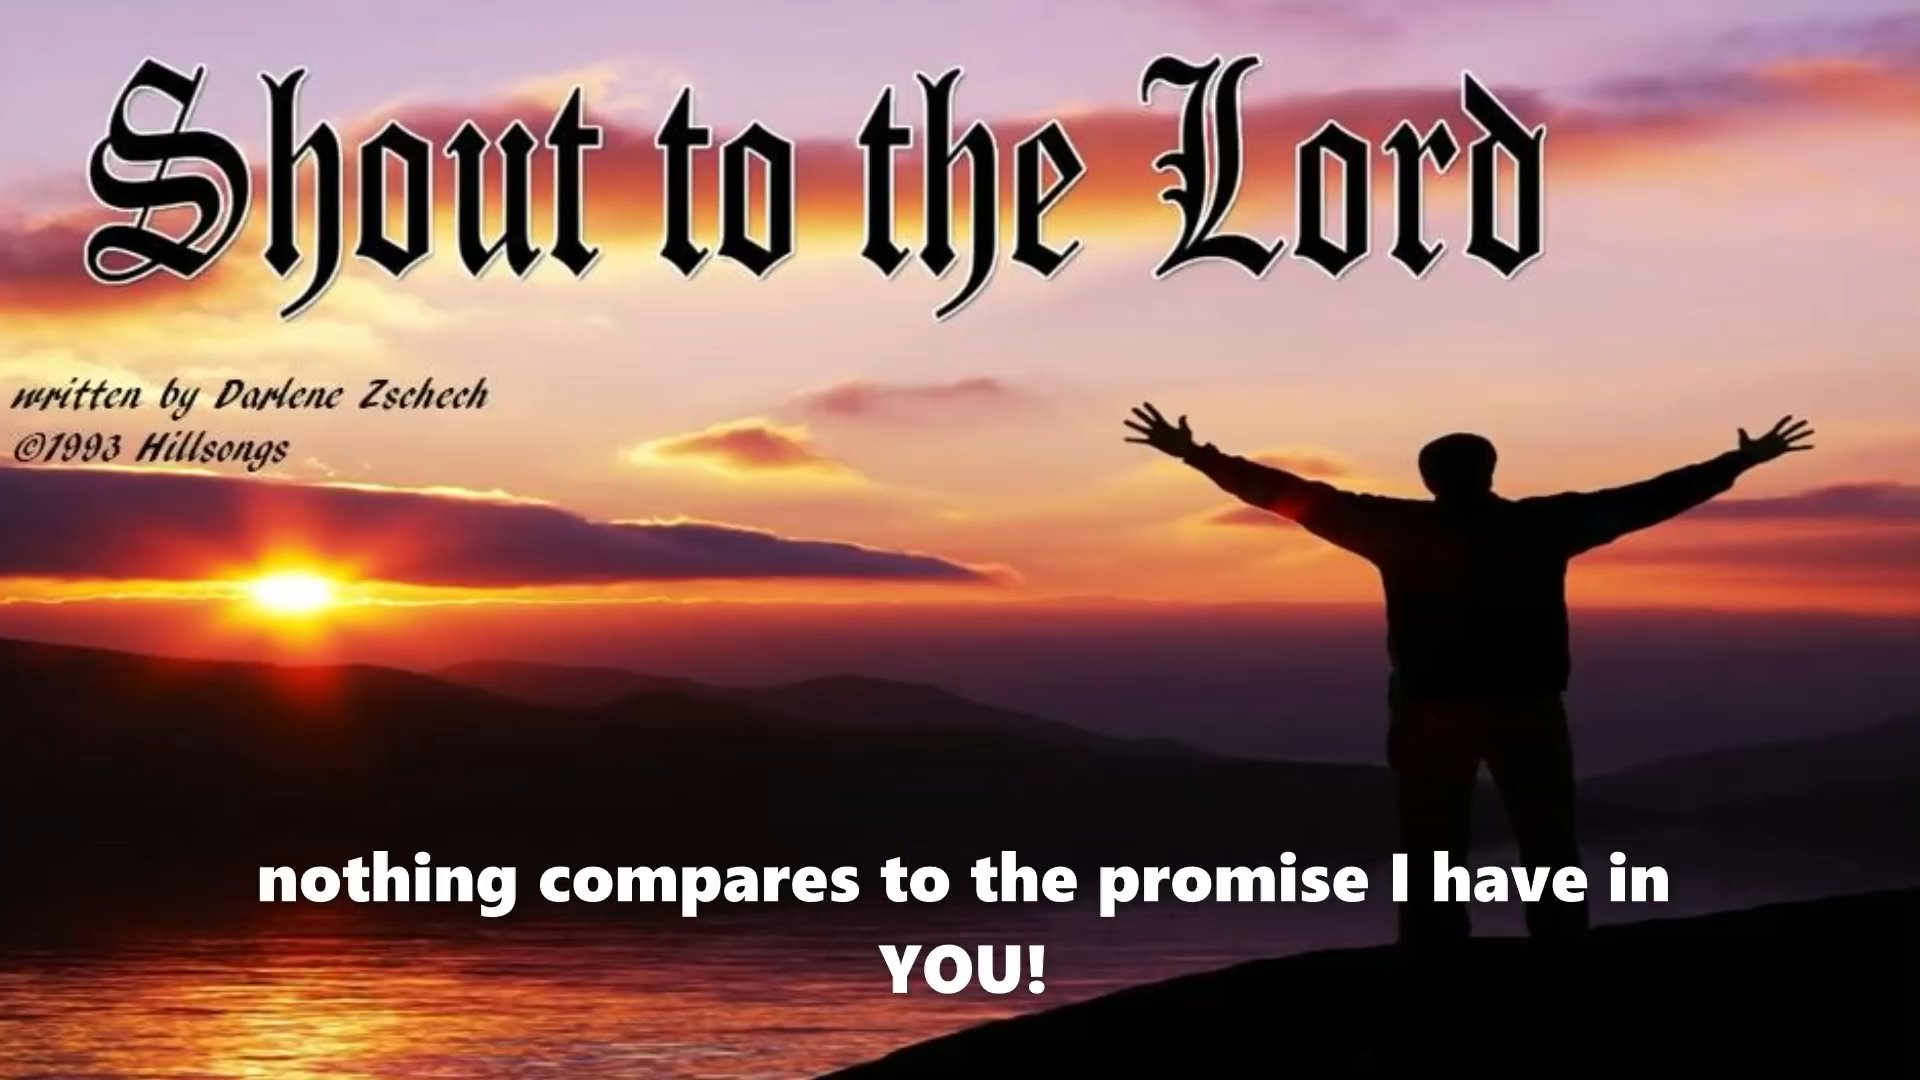 Shout to the Lord
written by Darlene Zschech
©1993 Hillsongs
nothing compares to the promise I have in
YOU!